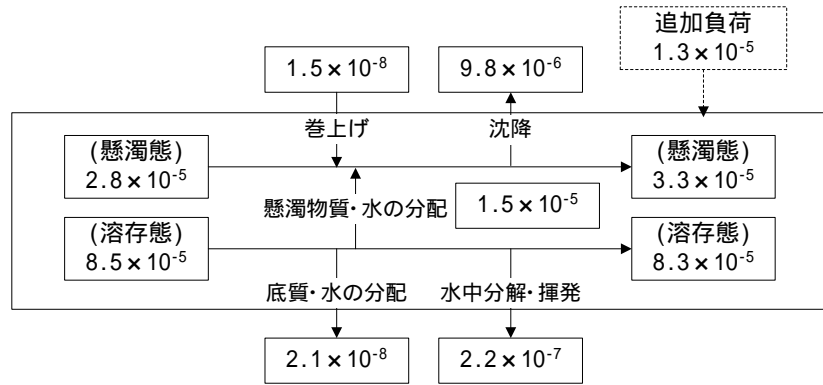 追加負荷
1.3×10⁻⁵
1.5×10⁻⁸
9.8×10⁻⁶
巻上げ
沈降
(懸濁態)
2.8×10⁻⁵
(懸濁態)
3.3×10⁻⁵
懸濁物質・水の分配
1.5×10⁻⁵
(溶存態)
8.5×10⁻⁵
(溶存態)
8.3×10⁻⁵
底質・水の分配
水中分解・揮発
2.1×10⁻⁸
2.2×10⁻⁷